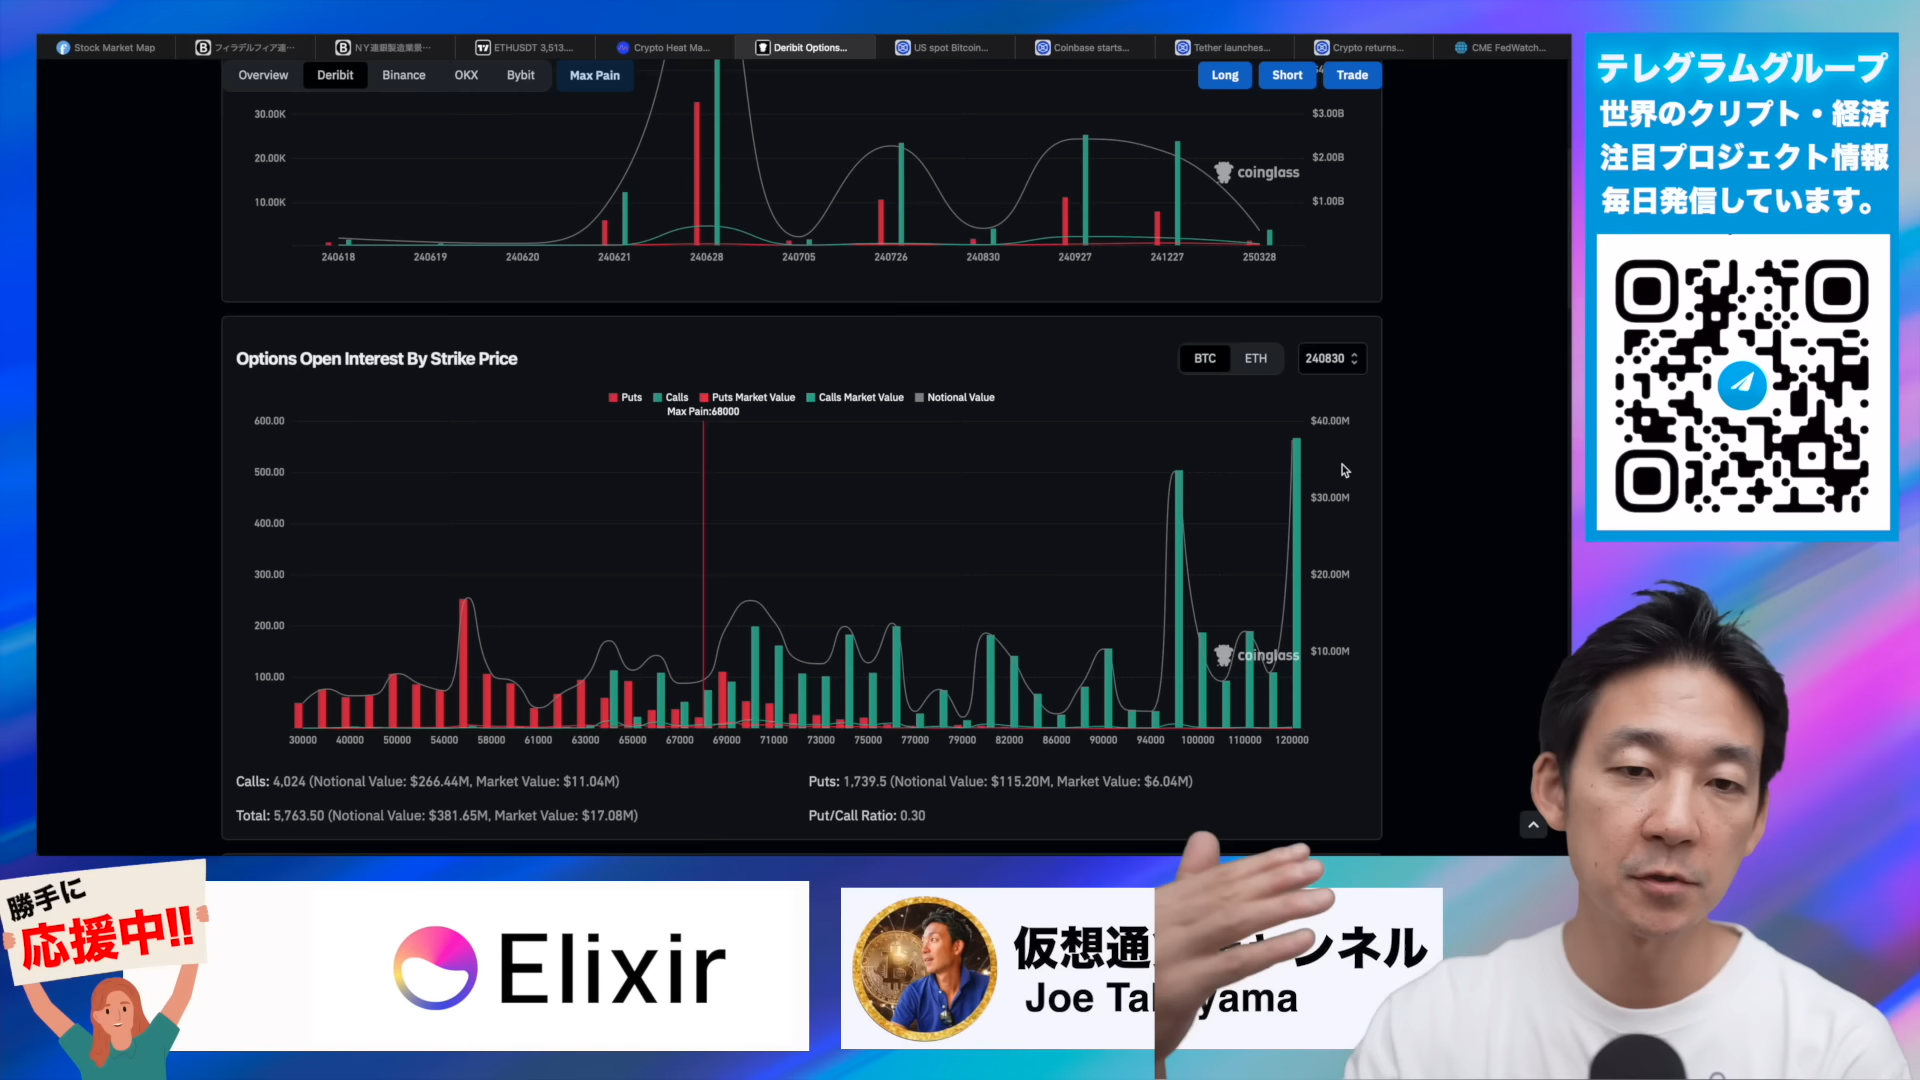 Stock Market Map
フィラデルフィア連…
NY連銀製造業景…
ETHUSDT 3,513....
Crypto Heat Ma...
Deribit Options...
US spot Bitcoin...
Coinbase starts...
Tether launches...
Crypto returns...
CME FedWatch...
Overview
Deribit
Binance
OKX
Bybit
Max Pain
Long
Short
Trade
30.00K
20.00K
10.00K
$3.00B
$2.00B
$1.00B
coinglass
240618 240619 240620 240621 240628 240705 240726 240830 240927 241227 250328
Options Open Interest By Strike Price
BTC
ETH
240830
Puts Calls Puts Market Value Calls Market Value Notional Value
Max Pain:68000
600.00
500.00
400.00
300.00
200.00
100.00
$40.00M
$30.00M
$20.00M
$10.00M
coinglass
30000 40000 50000 54000 58000 61000 63000 65000 67000 69000 71000 73000 75000 77000 79000 82000 86000 90000 94000 100000 110000 120000
Calls: 4,024 (Notional Value: $266.44M, Market Value: $11.04M)
Puts: 1,739.5 (Notional Value: $115.20M, Market Value: $6.04M)
Total: 5,763.50 (Notional Value: $381.65M, Market Value: $17.08M)
Put/Call Ratio: 0.30
テレグラムグループ
世界のクリプト・経済
注目プロジェクト情報
毎日発信しています。
勝手に
応援中!!
Elixir
仮想通 ンネル
Joe Ta yama